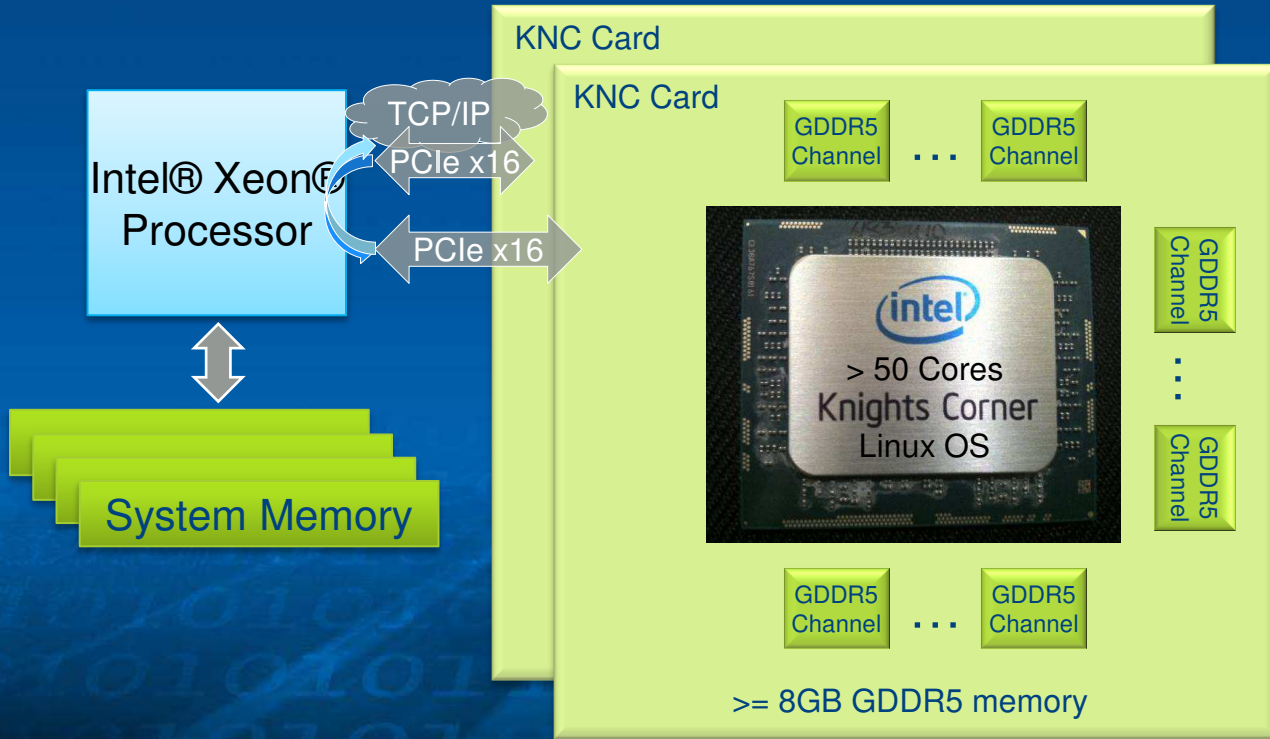 KNC Card
KNC Card
TCP/IP
PCIe x16
PCIe x16
Intel® Xeon®
Processor
System Memory
GDDR5
Channel
...
GDDR5
Channel
intel
> 50 Cores
Knights Corner
Linux OS
GDDR5
Channel
...
GDDR5
Channel
GDDR5
Channel
...
GDDR5
Channel
>= 8GB GDDR5 memory